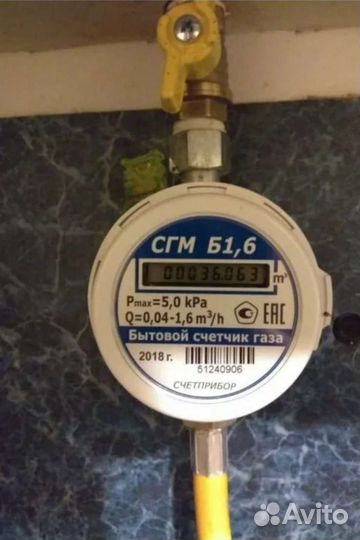 СГМ Б1,6
00036.063 m³
Pmax=5,0 kPa
Q=0,04-1,6 m³/h
EAC
Бытовой счетчик газа
2018 г.
51240906
СЧЕТПРИБОР
Avito